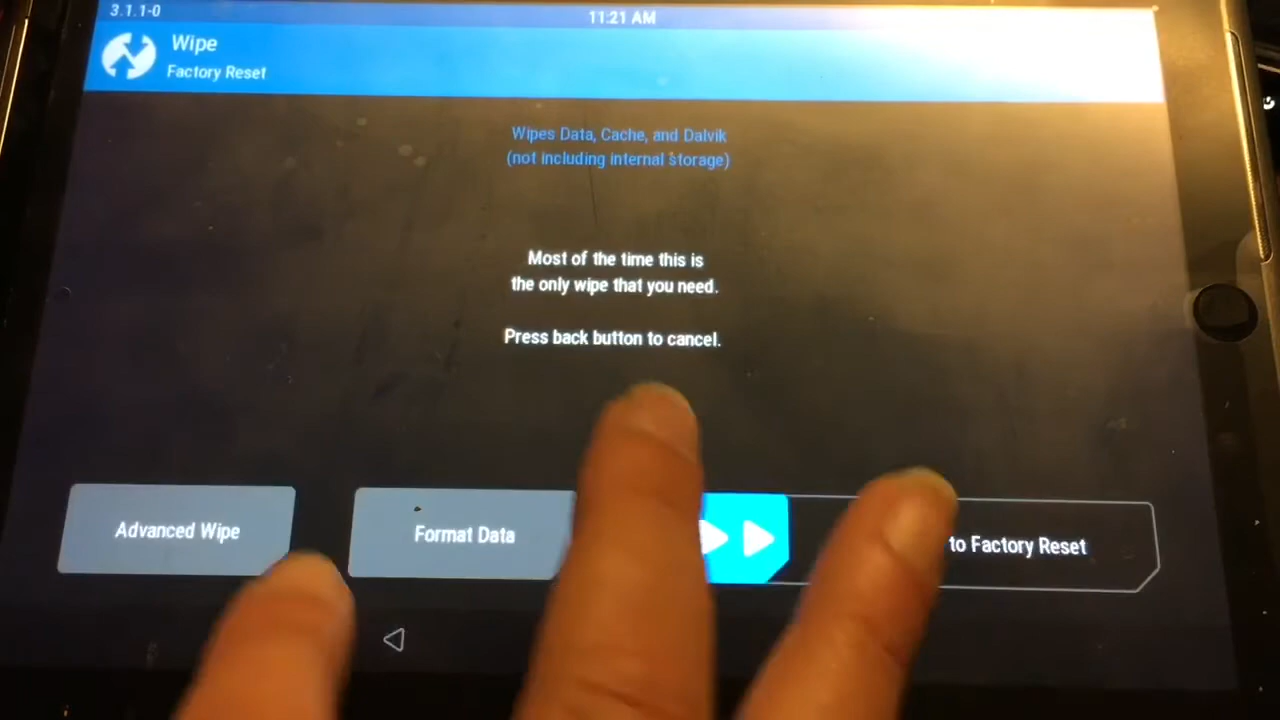 3.1.1-0
11:21 AM
Wipe
Factory Reset
Wipes Data, Cache, and Dalvik
(not including internal storage)
Most of the time this is
the only wipe that you need.
Press back button to cancel.
Advanced Wipe
Format Data
to Factory Reset